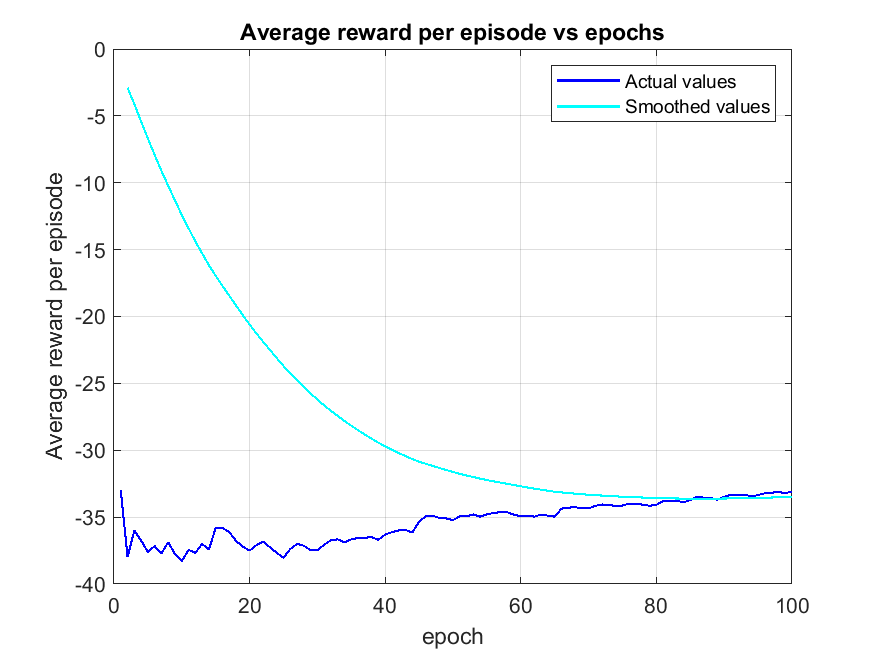 Average reward per episode vs epochs
Average reward per episode
0
-5
-10
-15
-20
-25
-30
-35
-40
Actual values
Smoothed values
0 20 40 60 80 100
epoch